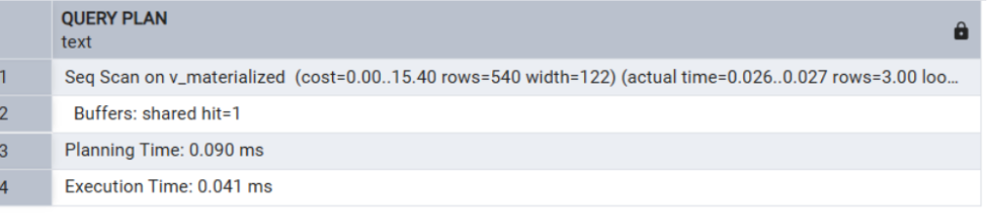 QUERY PLAN
text
1 Seq Scan on v_materialized (cost=0.00..15.40 rows=540 width=122) (actual time=0.026..0.027 rows=3.00 loo...
2 Buffers: shared hit=1
3 Planning Time: 0.090 ms
4 Execution Time: 0.041 ms